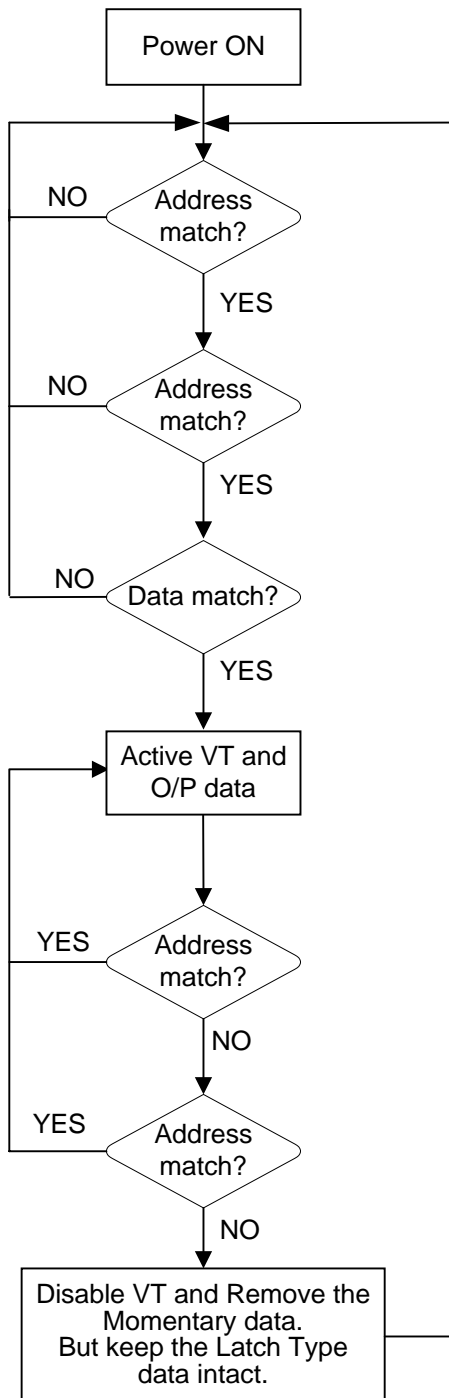 Power ON
NO
Address
match?
YES
NO
Address
match?
YES
NO
Data match?
YES
Active VT and
O/P data
YES
Address
match?
NO
YES
Address
match?
NO
Disable VT and Remove the
Momentary data.
But keep the Latch Type
data intact.